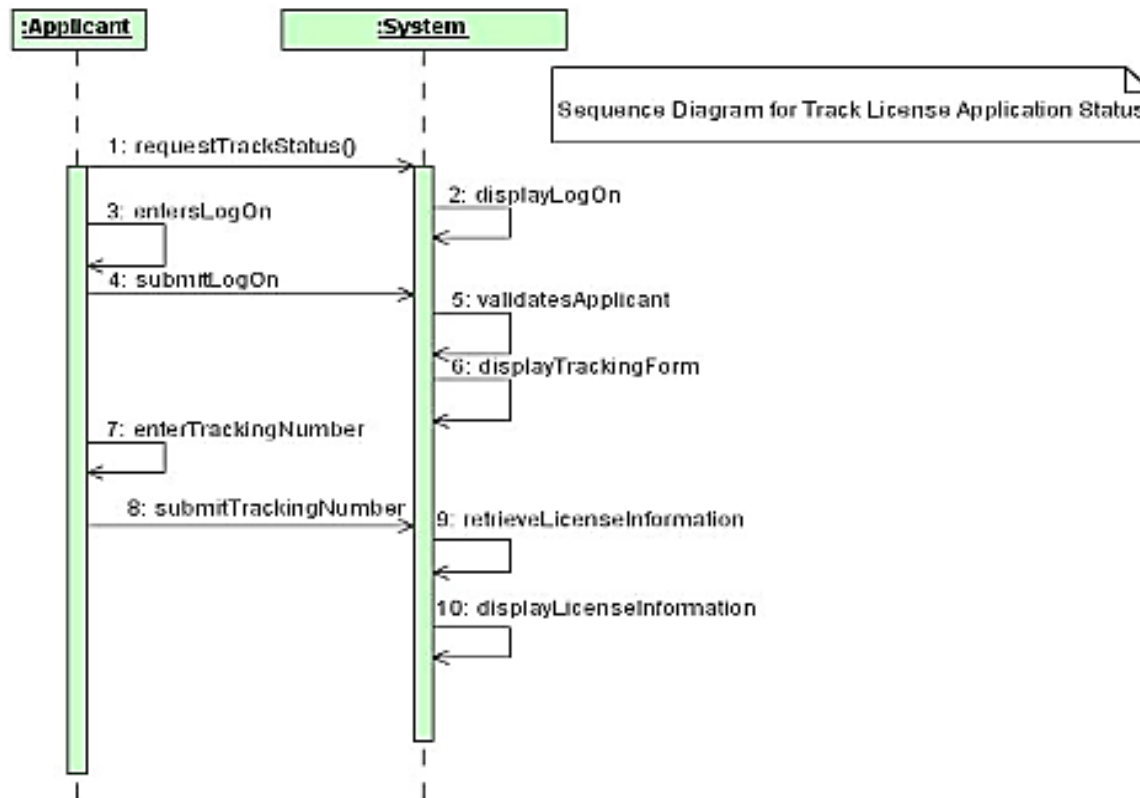 :Applicant
:System
Sequence Diagram for Track License Application Status
1: requestTrackStatus()
2: displayLogOn
3: entersLogOn
4: submitLogOn
5: validatesApplicant
6: displayTrackingForm
7: enterTrackingNumber
8: submitTrackingNumber
9: retrieveLicenseInformation
10: displayLicenseInformation